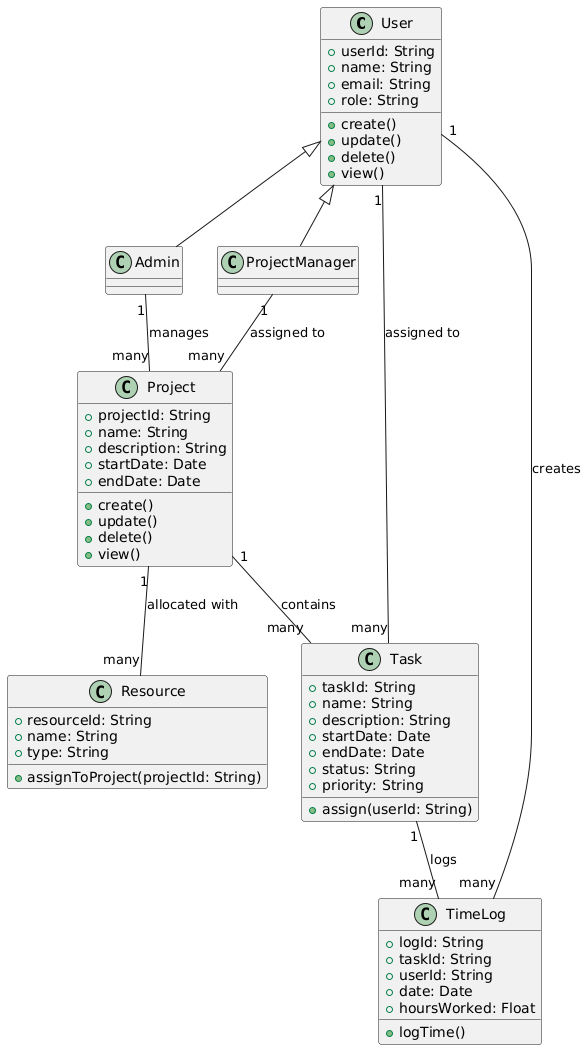 C User
userId: String
name: String
email: String
role: String
create()
update()
delete()
view()
1
1
C Admin
C ProjectManager
1
manages
many
1
assigned to
many
assigned to
C Project
projectId: String
name: String
description: String
startDate: Date
endDate: Date
create()
update()
delete()
view()
creates
1
1
allocated with
many
contains
many
many
C Resource
resourceId: String
name: String
type: String
assignToProject(projectId: String)
C Task
taskId: String
name: String
description: String
startDate: Date
endDate: Date
status: String
priority: String
assign(userId: String)
1
logs
many
many
C TimeLog
logId: String
taskId: String
userId: String
date: Date
hoursWorked: Float
logTime()